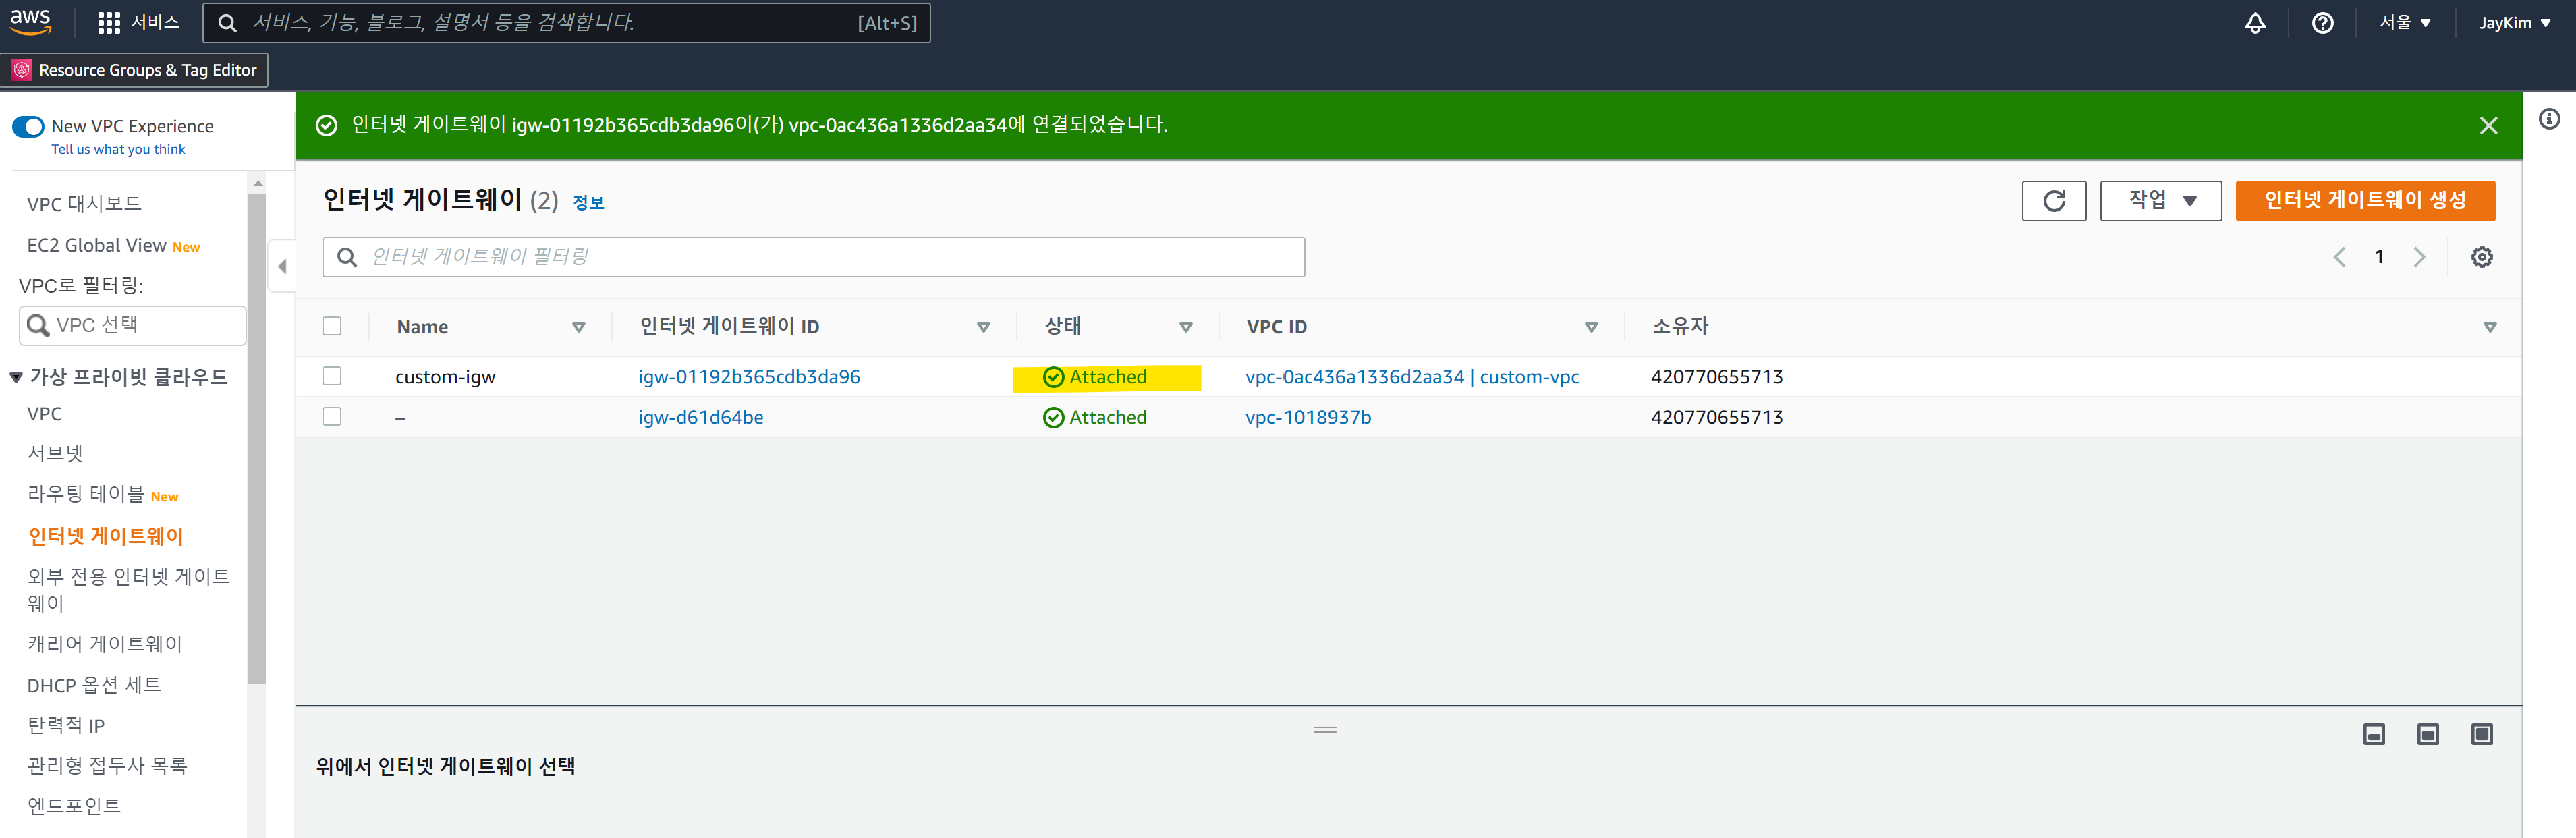 aws
서비스
서비스, 기능, 블로그, 설명서 등을 검색합니다.
[Alt+S]
서울
JayKim
Resource Groups & Tag Editor
New VPC Experience
Tell us what you think
VPC 대시보드
EC2 Global View New
VPC로 필터링:
VPC 선택
가상 프라이빗 클라우드
VPC
서브넷
라우팅 테이블 New
인터넷 게이트웨이
외부 전용 인터넷 게이트
웨이
캐리어 게이트웨이
DHCP 옵션 세트
탄력적 IP
관리형 접두사 목록
엔드포인트
인터넷 게이트웨이 igw-01192b365cdb3da96이(가) vpc-0ac436a1336d2aa34에 연결되었습니다.
인터넷 게이트웨이 (2) 정보
작업
인터넷 게이트웨이 생성
인터넷 게이트웨이 필터링
1
Name 인터넷 게이트웨이 ID 상태 VPC ID 소유자
custom-igw igw-01192b365cdb3da96 Attached vpc-0ac436a1336d2aa34 | custom-vpc 420770655713
– igw-d61d64be Attached vpc-1018937b 420770655713
위에서 인터넷 게이트웨이 선택